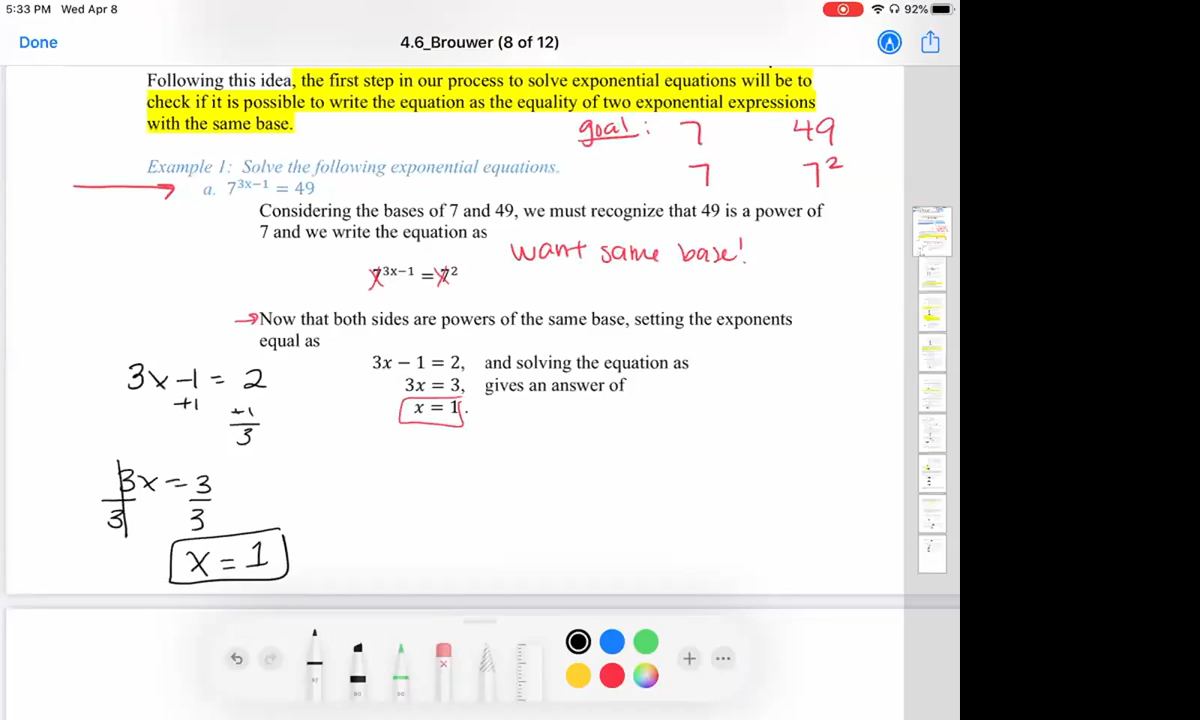 5:33 PM Wed Apr 8
92%
Done
4.6_Brouwer (8 of 12)
Following this idea, the first step in our process to solve exponential equations will be to
check if it is possible to write the equation as the equality of two exponential expressions
with the same base.
goal: 7 49
7 7²
Example 1: Solve the following exponential equations.
a. 7³ˣ⁻¹ = 49
Considering the bases of 7 and 49, we must recognize that 49 is a power of
7 and we write the equation as
want same base!
7³ˣ⁻¹ = 7²
Now that both sides are powers of the same base, setting the exponents
equal as
3x − 1 = 2, and solving the equation as
3x = 3, gives an answer of
x = 1.
3x -1 = 2
+1 +1
3
3x = 3
3 3
x = 1